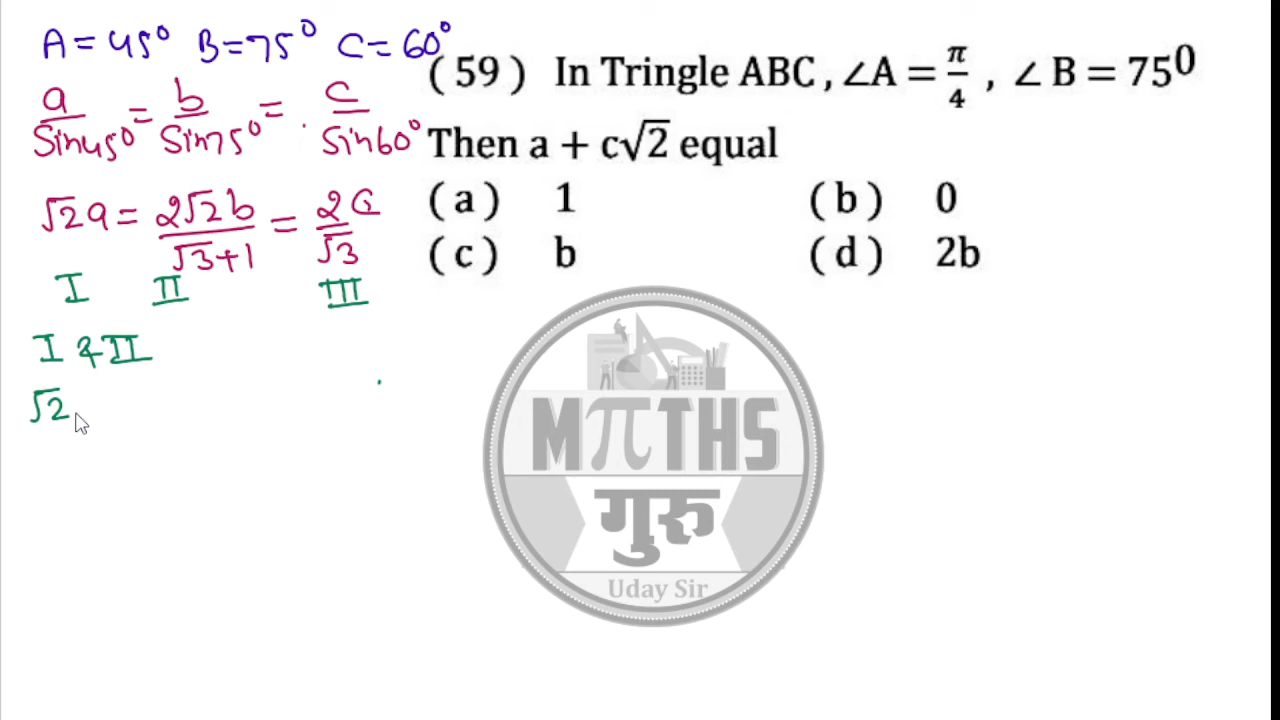 A = 45° B = 75° C = 60°
a/Sin45° = b/Sin75° = c/Sin60°
√2a = 2√2b/√3+1 = 2C/√3
I II III
I & II
√2
( 59 ) In Tringle ABC , ∠A = π/4 , ∠ B = 75⁰
Then a + c√2 equal
( a ) 1 ( b ) 0
( c ) b ( d ) 2b
MπTHS
गुरू
Uday Sir